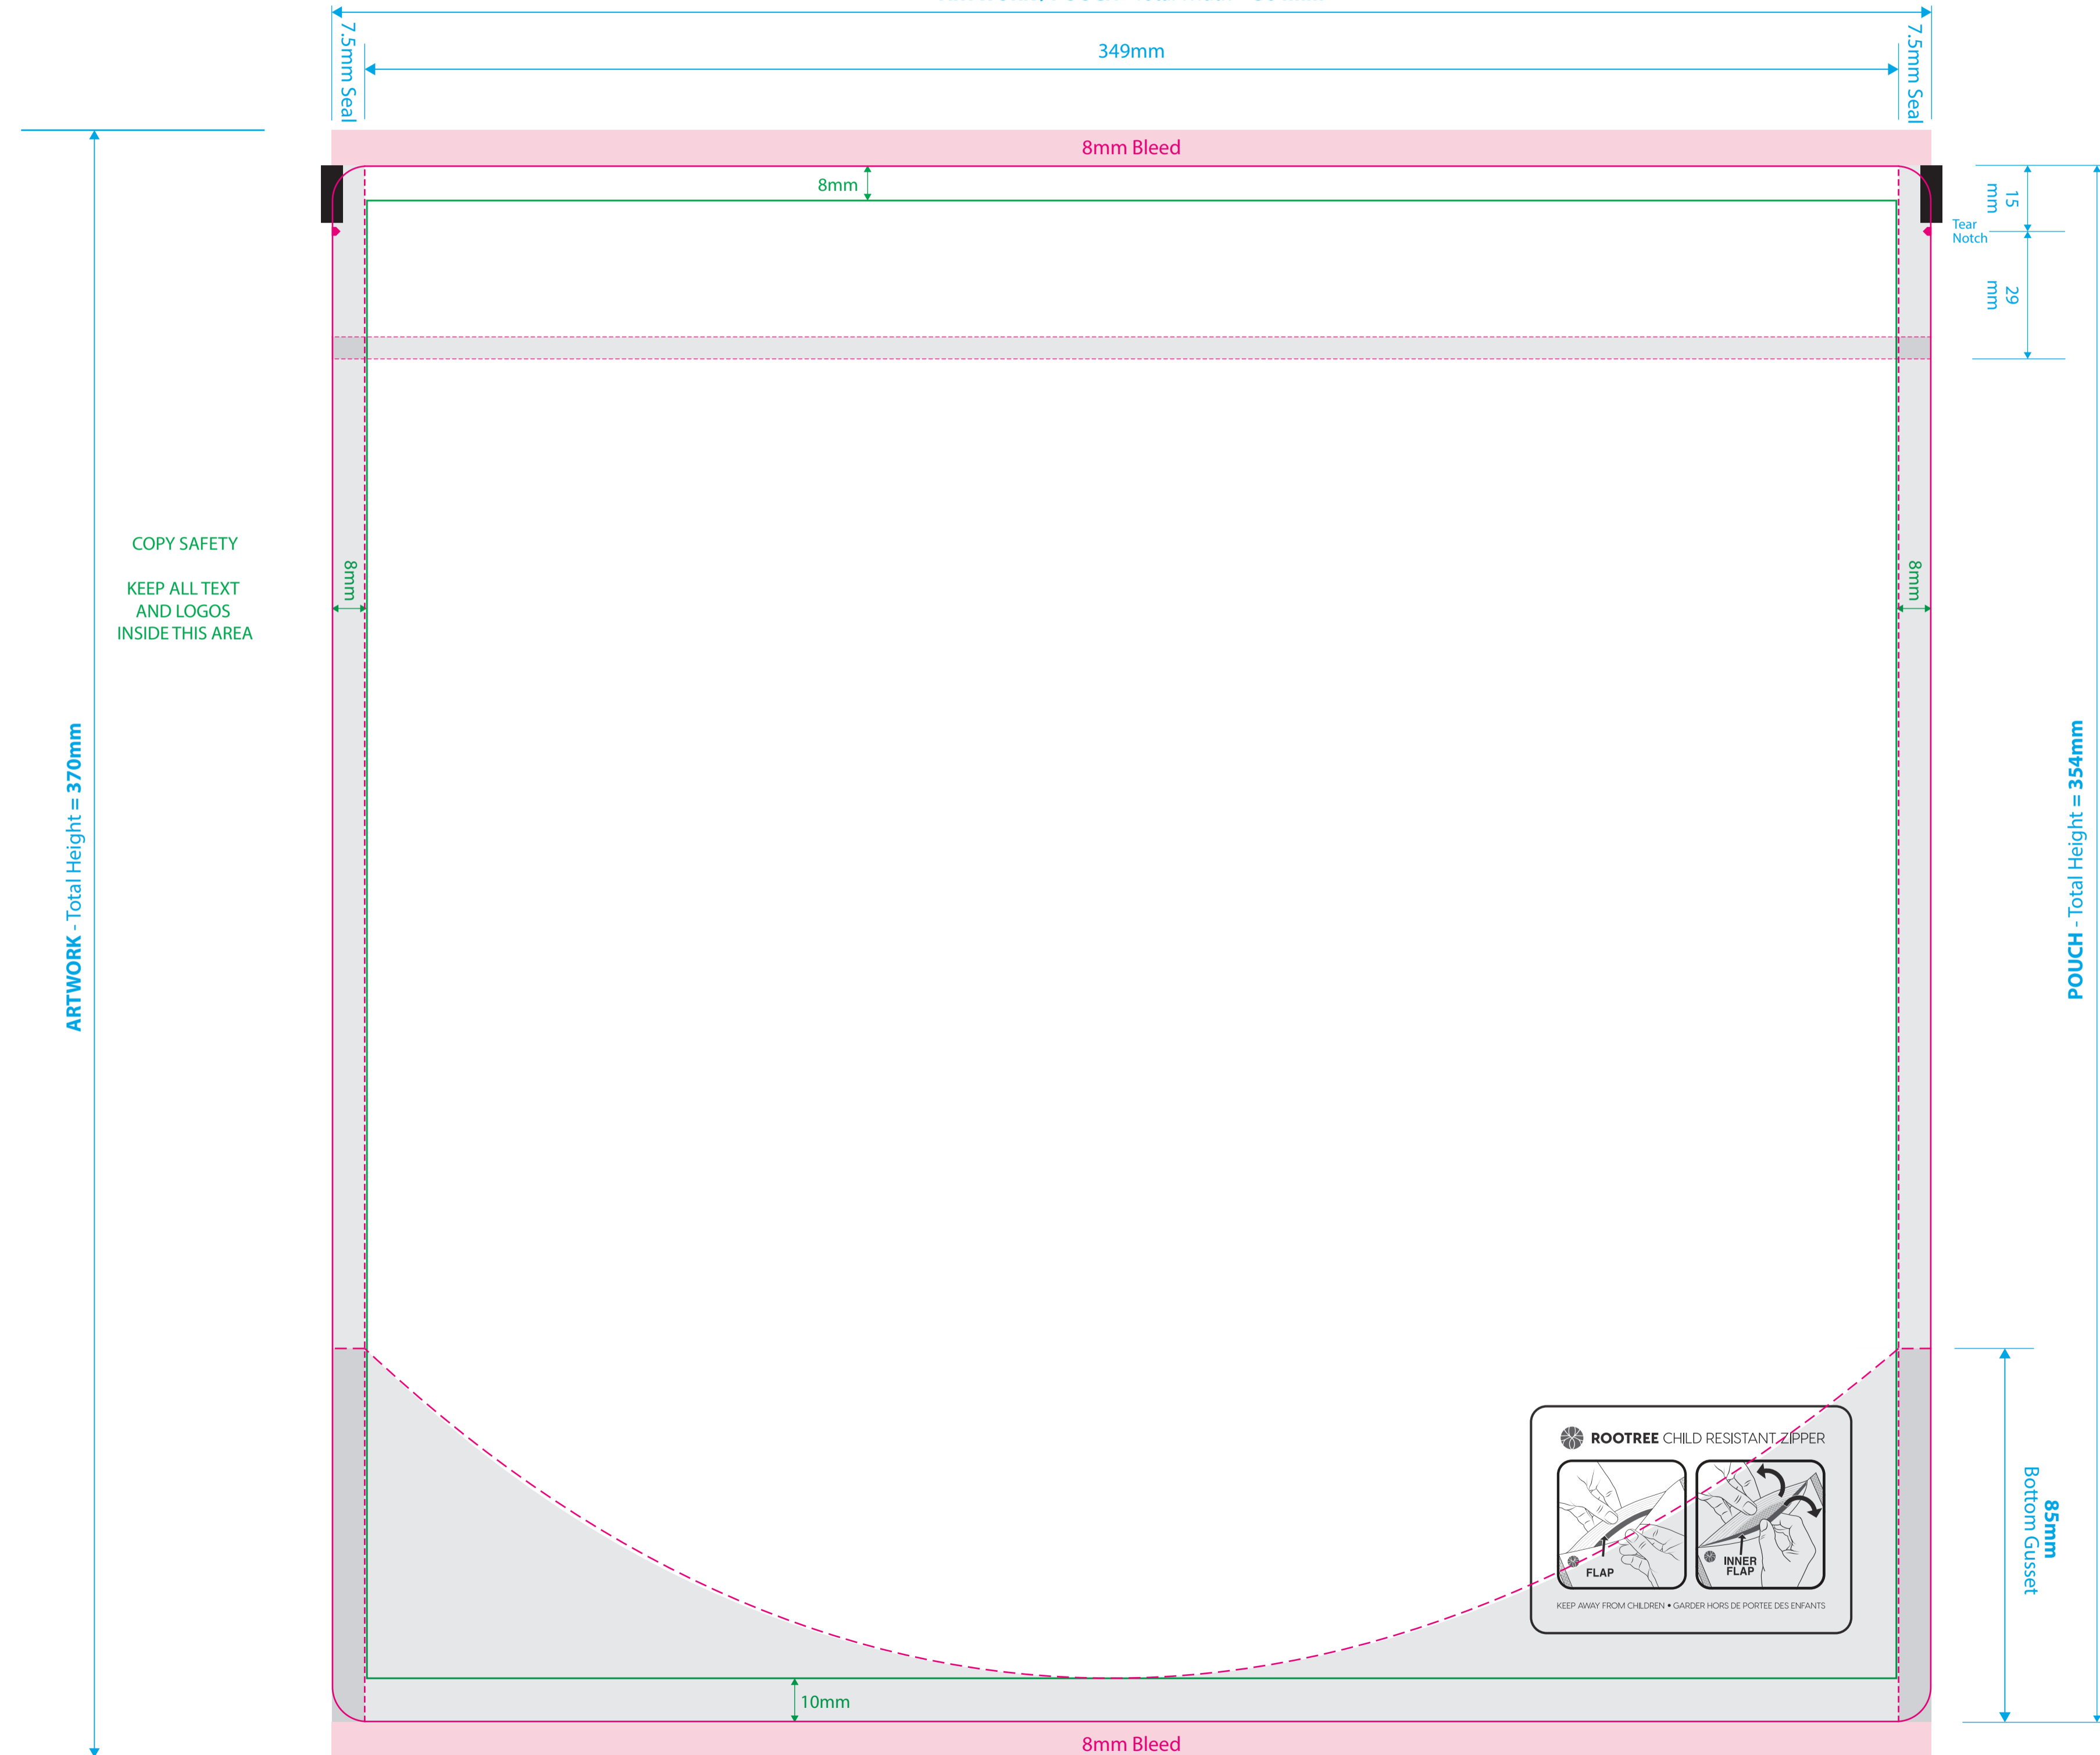 349mm
7.5mm Seal
7.5mm Seal
8mm Bleed
8mm
15
mm
Tear
Notch
29
mm
COPY SAFETY
KEEP ALL TEXT
AND LOGOS
INSIDE THIS AREA
8mm
8mm
ARTWORK - Total Height = 370mm
POUCH - Total Height = 354mm
ROOTREE CHILD RESISTANT ZIPPER
FLAP
INNER
FLAP
KEEP AWAY FROM CHILDREN • GARDER HORS DE PORTEE DES ENFANTS
85mm
Bottom Gusset
10mm
8mm Bleed